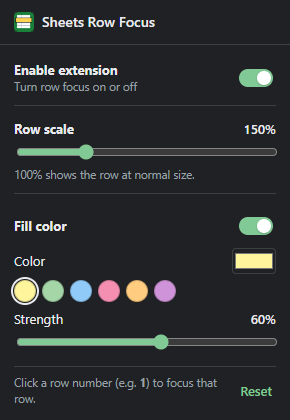 Sheets Row Focus
Enable extension
Turn row focus on or off
Row scale 150%
100% shows the row at normal size.
Fill color
Color
Strength 60%
Click a row number (e.g. 1) to focus that
row.
Reset